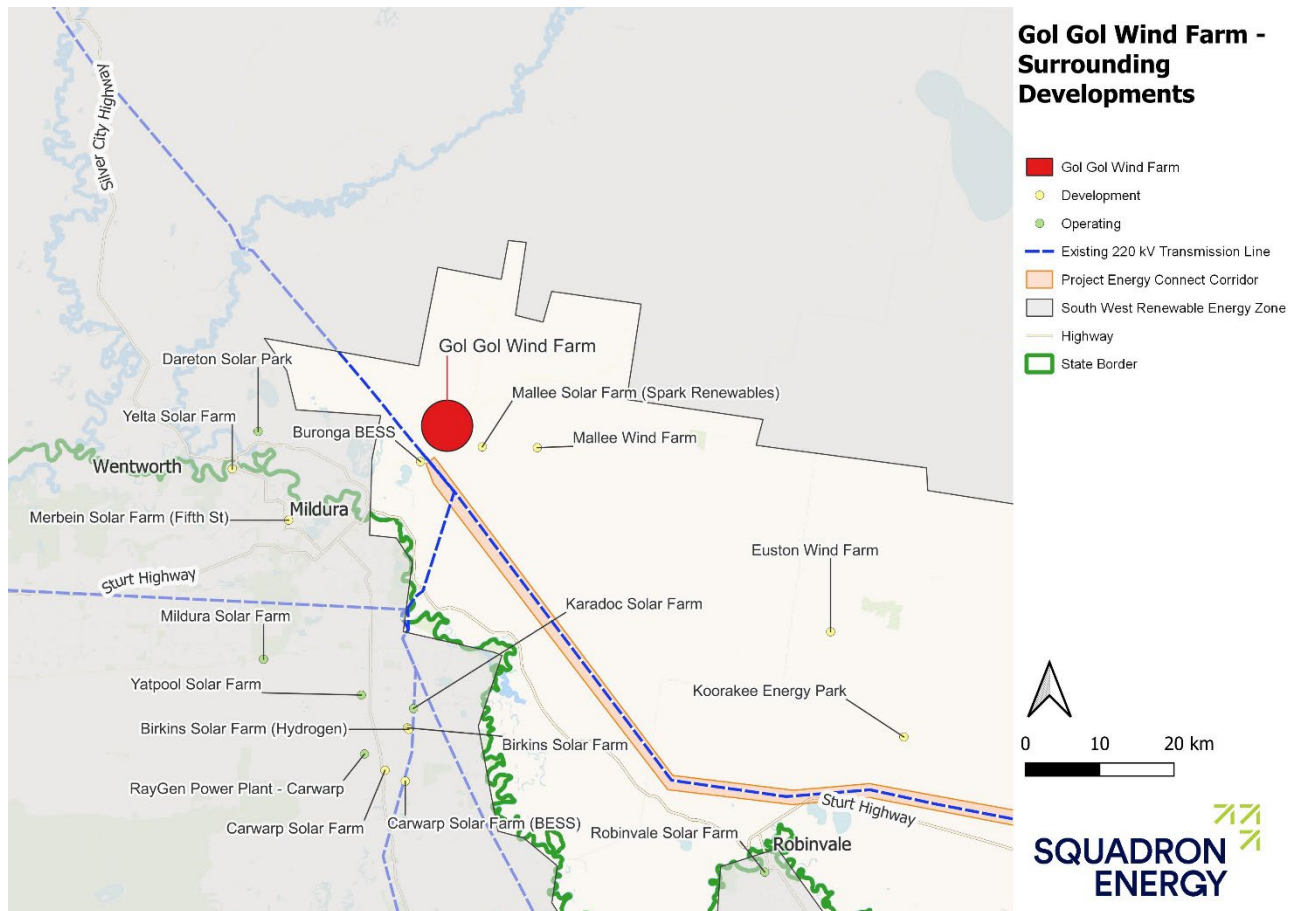 Gol Gol Wind Farm -
Surrounding
Developments
Gol Gol Wind Farm
Development
Operating
Existing 220 kV Transmission Line
Project Energy Connect Corridor
South West Renewable Energy Zone
Highway
State Border
Silver City Highway
Gol Gol Wind Farm
Dareton Solar Park
Mallee Solar Farm (Spark Renewables)
Yelta Solar Farm
Buronga BESS
Mallee Wind Farm
Wentworth
Mildura
Merbein Solar Farm (Fifth St)
Euston Wind Farm
Sturt Highway
Karadoc Solar Farm
Mildura Solar Farm
Yatpool Solar Farm
Koorakee Energy Park
Birkins Solar Farm (Hydrogen)
Birkins Solar Farm
RayGen Power Plant - Carwarp
Carwarp Solar Farm
Carwarp Solar Farm (BESS)
Robinvale Solar Farm
Sturt Highway
Robinvale
0 10 20 km
SQUADRON
ENERGY